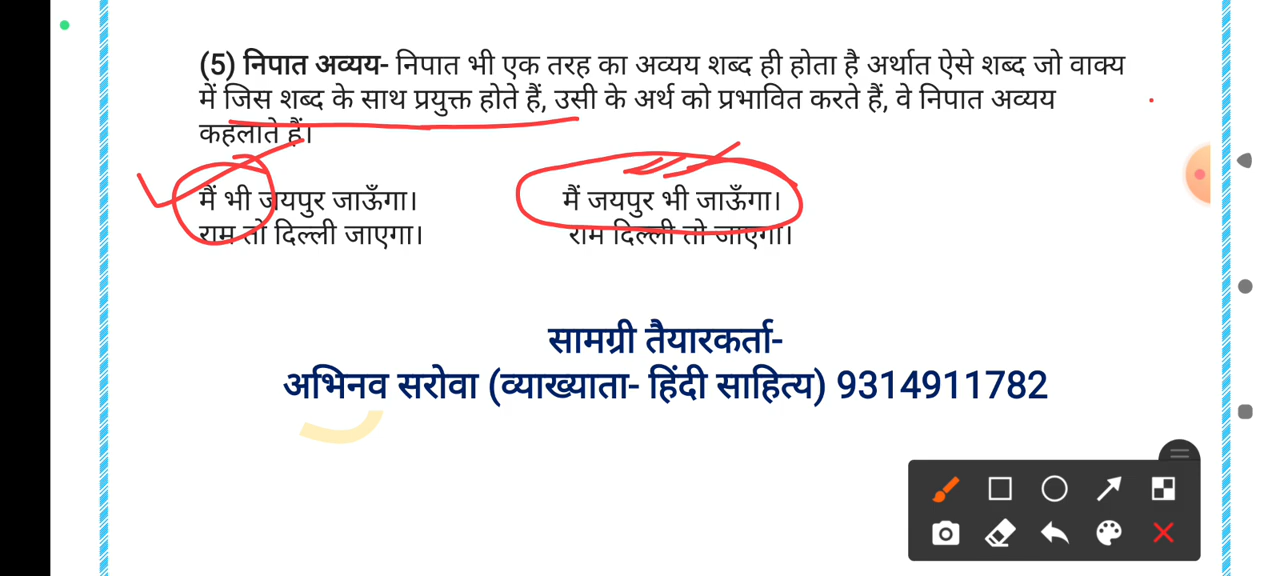 (5) निपात अव्यय- निपात भी एक तरह का अव्यय शब्द ही होता है अर्थात ऐसे शब्द जो वाक्य
में जिस शब्द के साथ प्रयुक्त होते हैं, उसी के अर्थ को प्रभावित करते हैं, वे निपात अव्यय
कहलाते हैं।
मैं भी जयपुर जाऊँगा। मैं जयपुर भी जाऊँगा।
राम तो दिल्ली जाएगा। राम दिल्ली तो जाएगा।
सामग्री तैयारकर्ता-
अभिनव सरोवा (व्याख्याता- हिंदी साहित्य) 9314911782